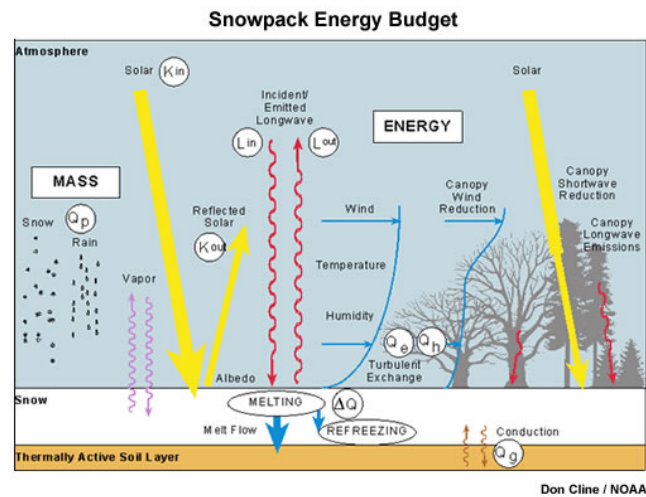 Snowpack Energy Budget
Atmosphere
Solar Kin
Solar
Incident/
Emitted
Longwave
ENERGY
Lin
Lout
MASS
Canopy
Shortwave
Reduction
Canopy
Wind
Reduction
Qp
Snow
Rain
Reflected
Solar
Kout
Wind
Canopy
Longwave
Emissions
Vapor
Temperature
Humidity
Qe
Qh
Turbulent
Exchange
Albedo
Snow
MELTING
ΔQ
Melt Flow
REFREEZING
Conduction
Qg
Thermally Active Soil Layer
Don Cline / NOAA